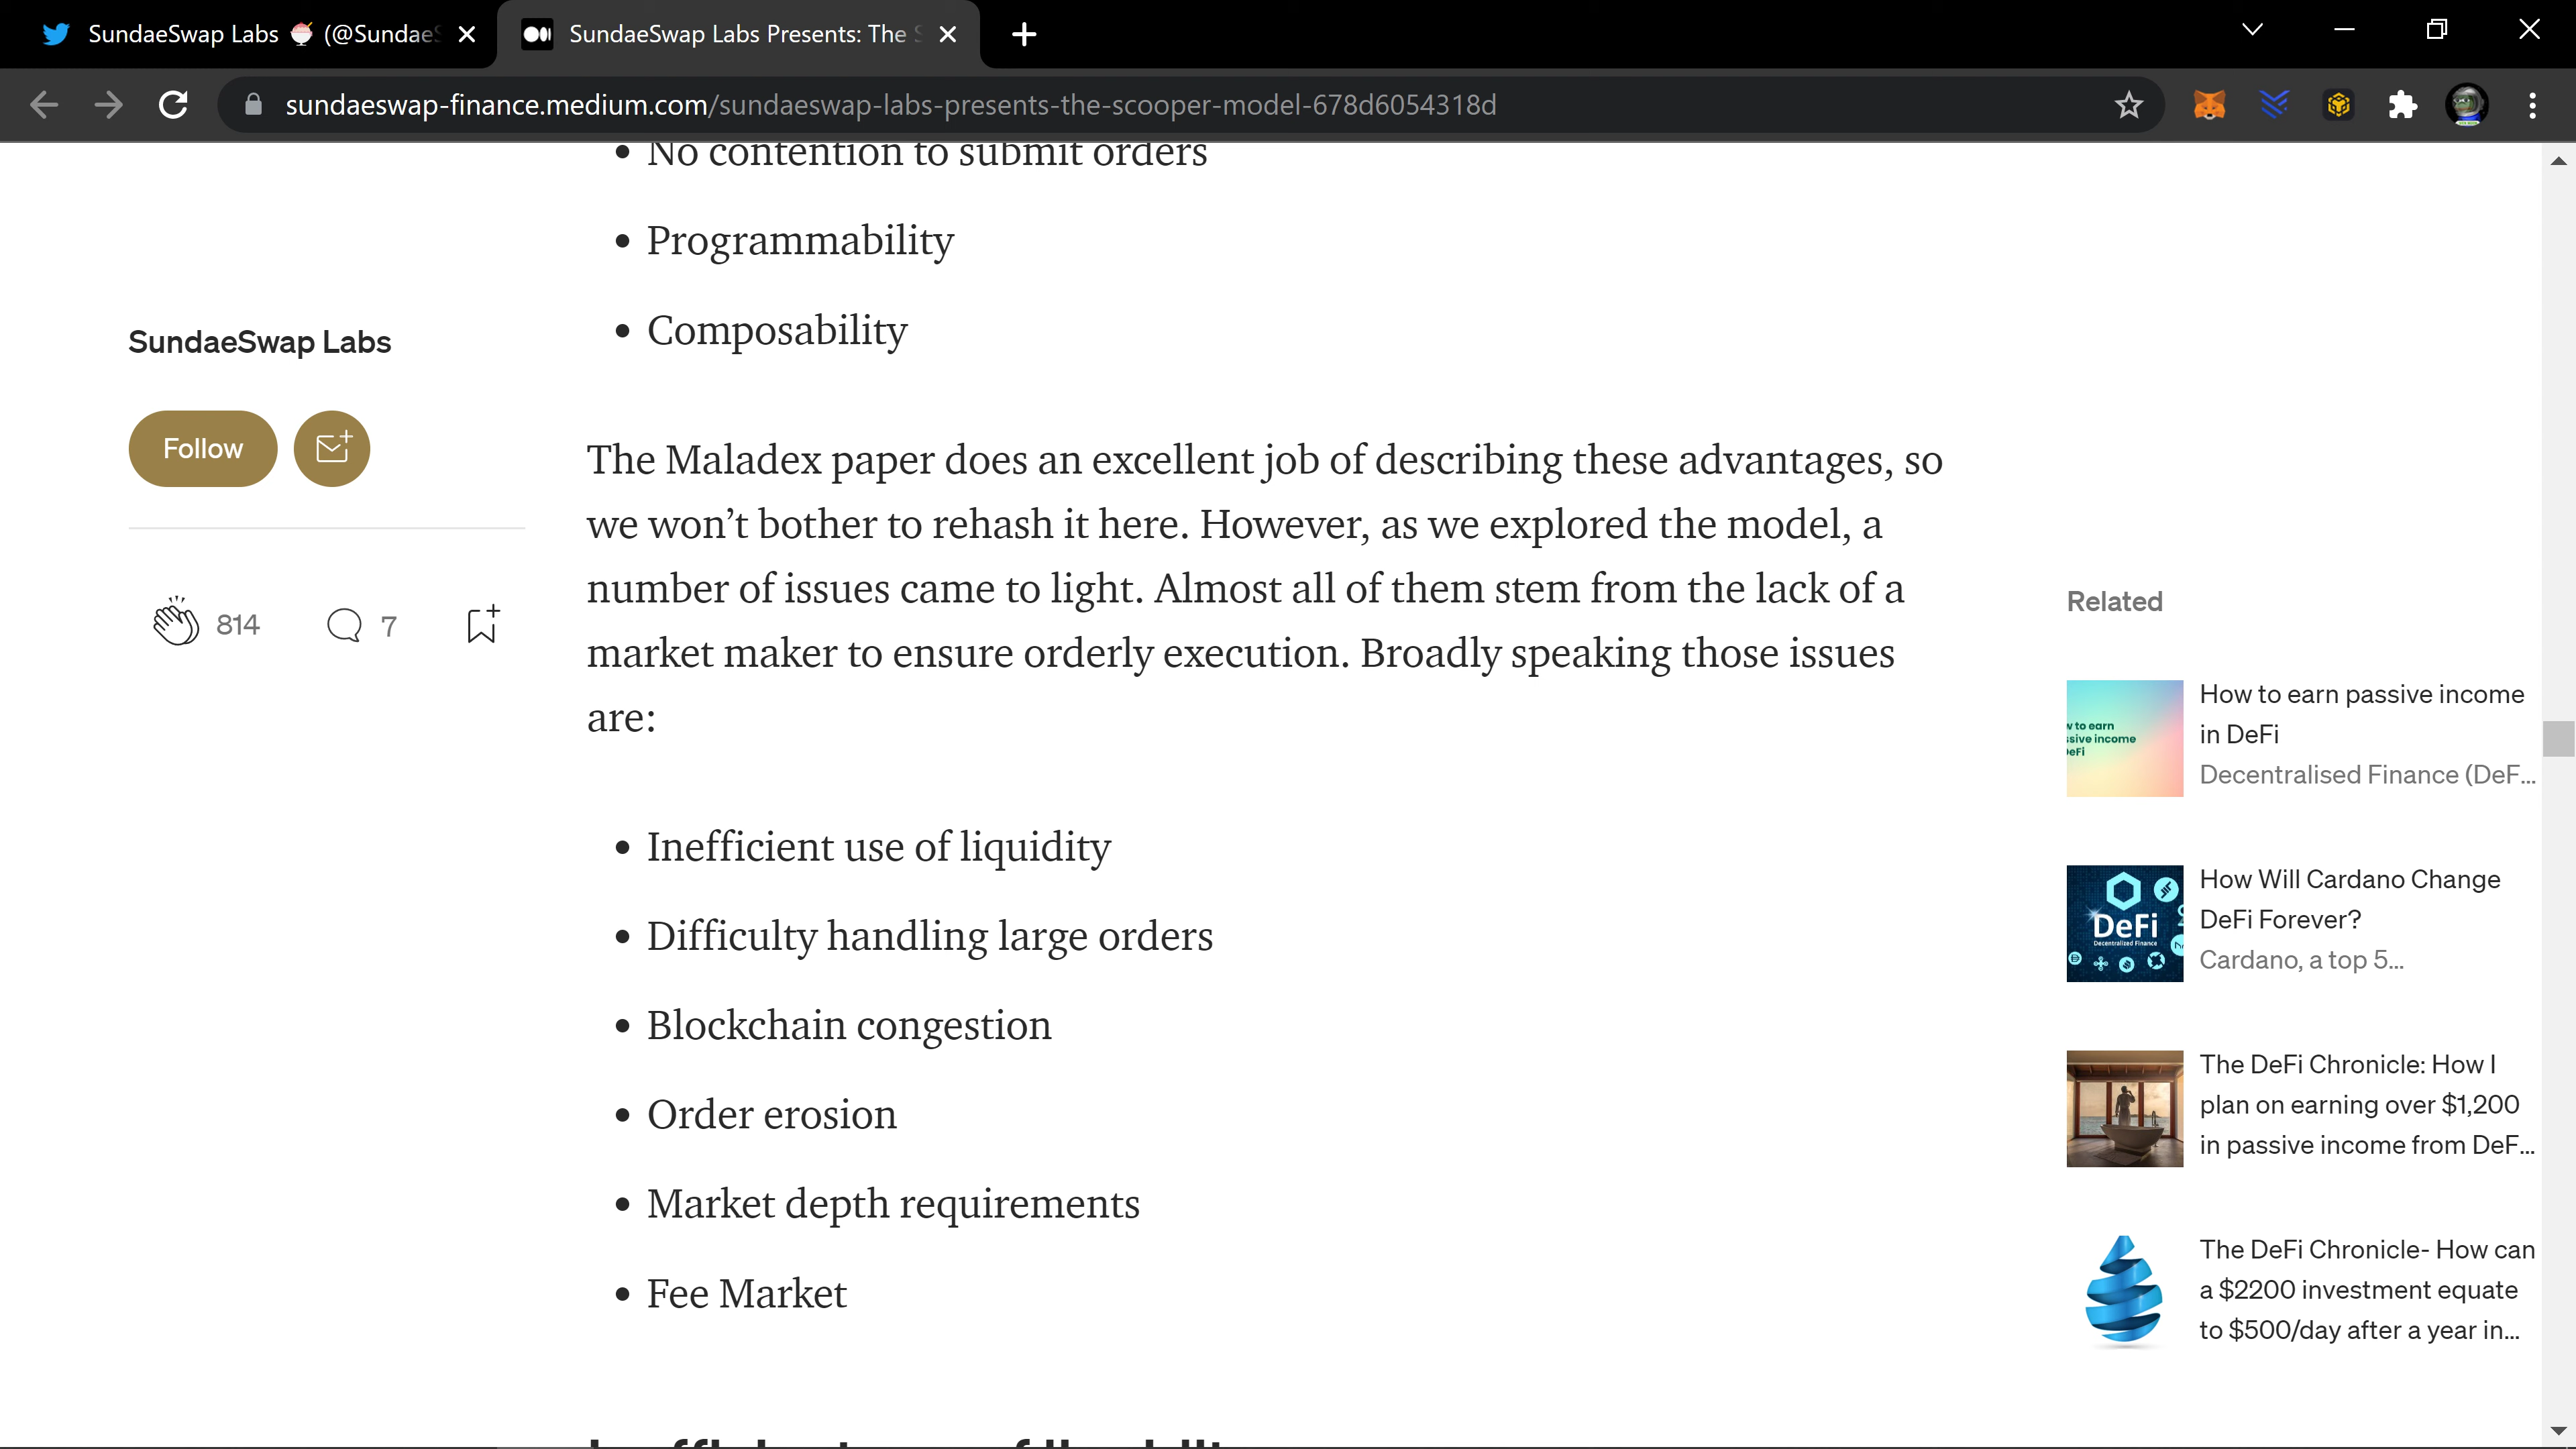 SundaeSwap Labs 🍧 (@Sundae
SundaeSwap Labs Presents: The
sundaeswap-finance.medium.com/sundaeswap-labs-presents-the-scooper-model-678d6054318d
• No contention to submit orders
• Programmability
• Composability
SundaeSwap Labs
Follow
814
7
The Maladex paper does an excellent job of describing these advantages, so
we won’t bother to rehash it here. However, as we explored the model, a
number of issues came to light. Almost all of them stem from the lack of a
market maker to ensure orderly execution. Broadly speaking those issues
are:
• Inefficient use of liquidity
• Difficulty handling large orders
• Blockchain congestion
• Order erosion
• Market depth requirements
• Fee Market
Related
to earn
income
How to earn passive income
in DeFi
Decentralised Finance (DeF...
DeFi
Decentralized Finance
How Will Cardano Change
DeFi Forever?
Cardano, a top 5...
The DeFi Chronicle: How I
plan on earning over $1,200
in passive income from DeF...
The DeFi Chronicle- How can
a $2200 investment equate
to $500/day after a year in...